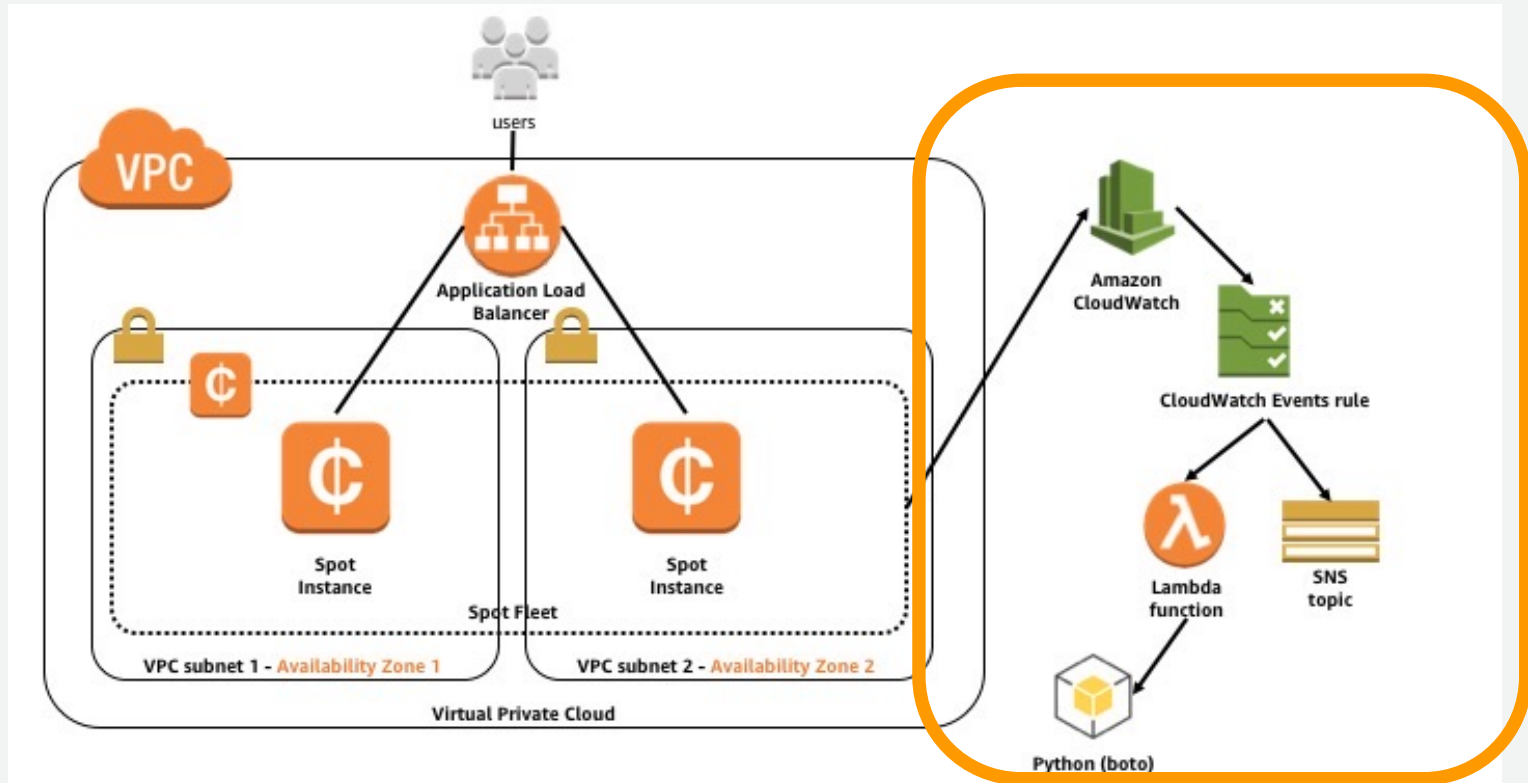 users
VPC
Application Load
Balancer
Amazon
CloudWatch
CloudWatch Events rule
₵
₵
₵
Spot
Instance
Spot
Instance
Spot Fleet
λ
Lambda
function
SNS
topic
VPC subnet 1 - Availability Zone 1
VPC subnet 2 - Availability Zone 2
Virtual Private Cloud
Python (boto)